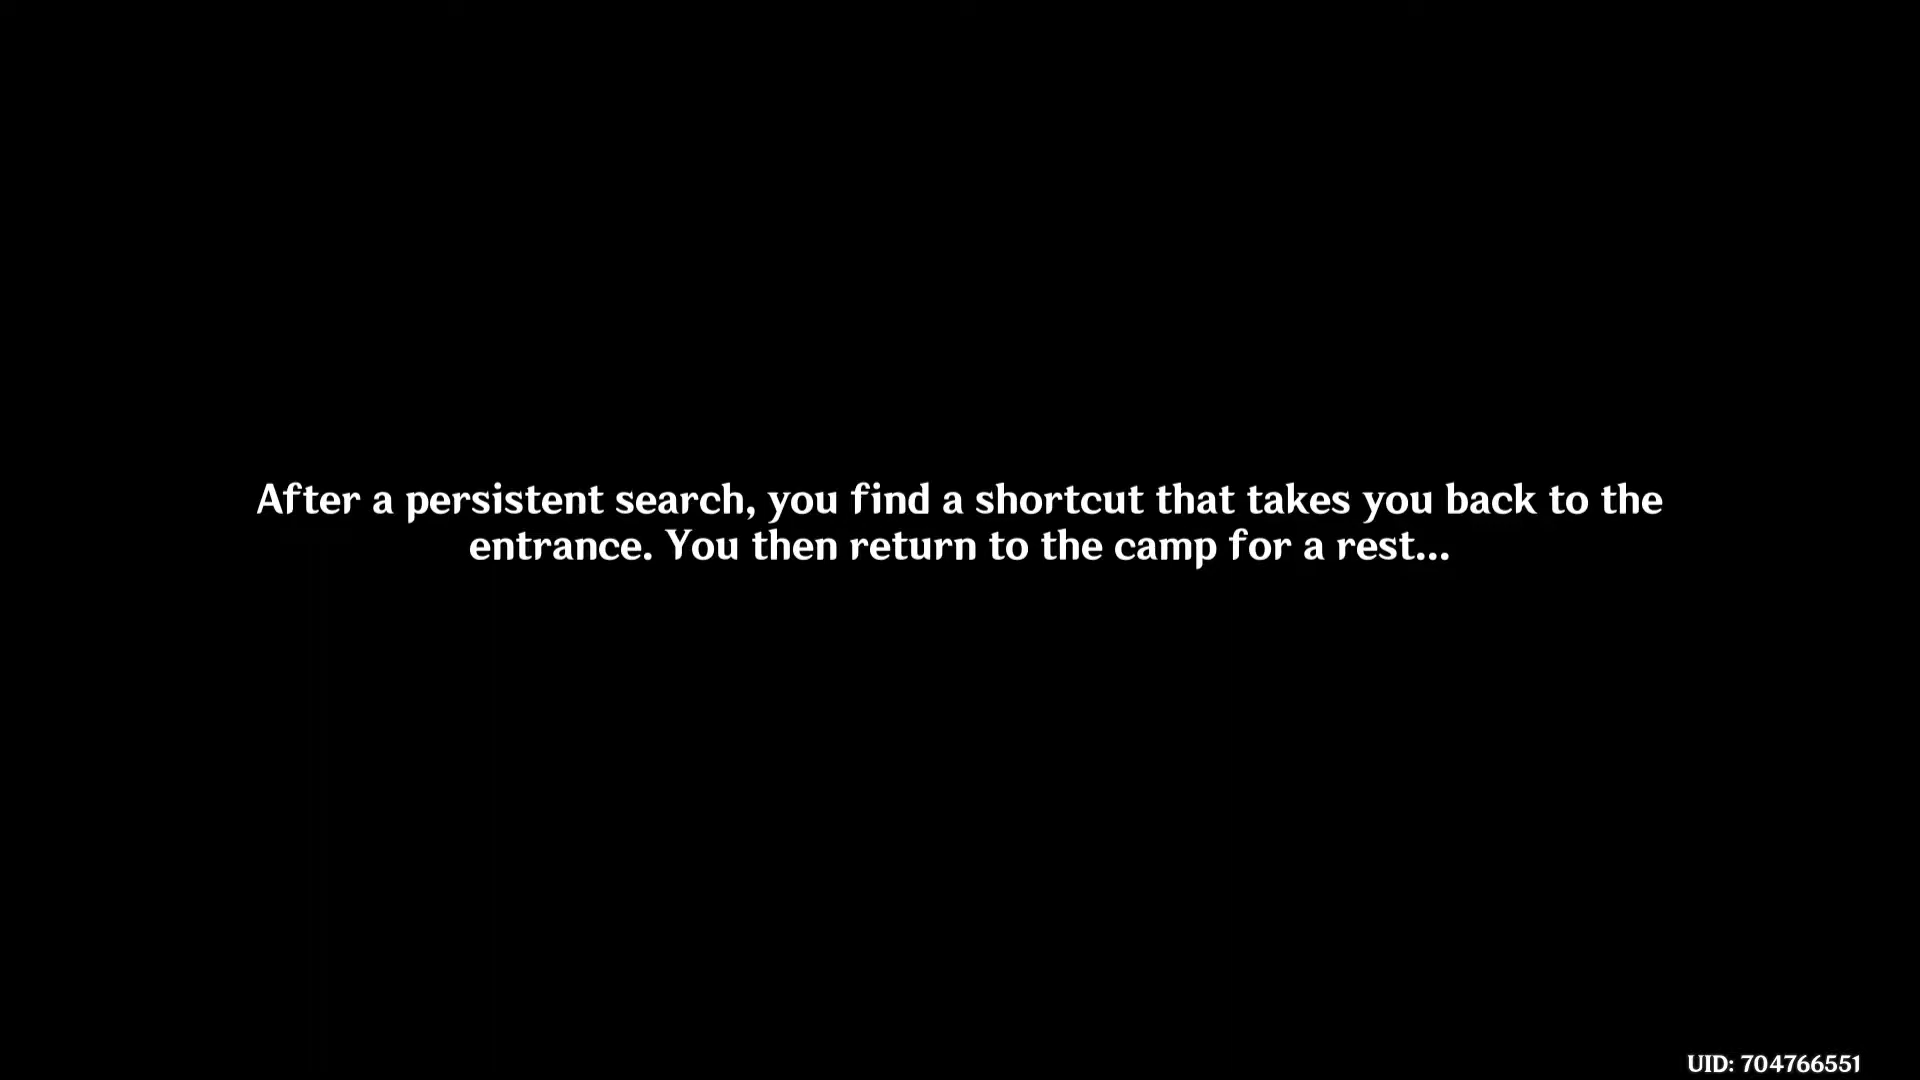 After a persistent search, you find a shortcut that takes you back to the
entrance. You then return to the camp for a rest...
UID: 704766551